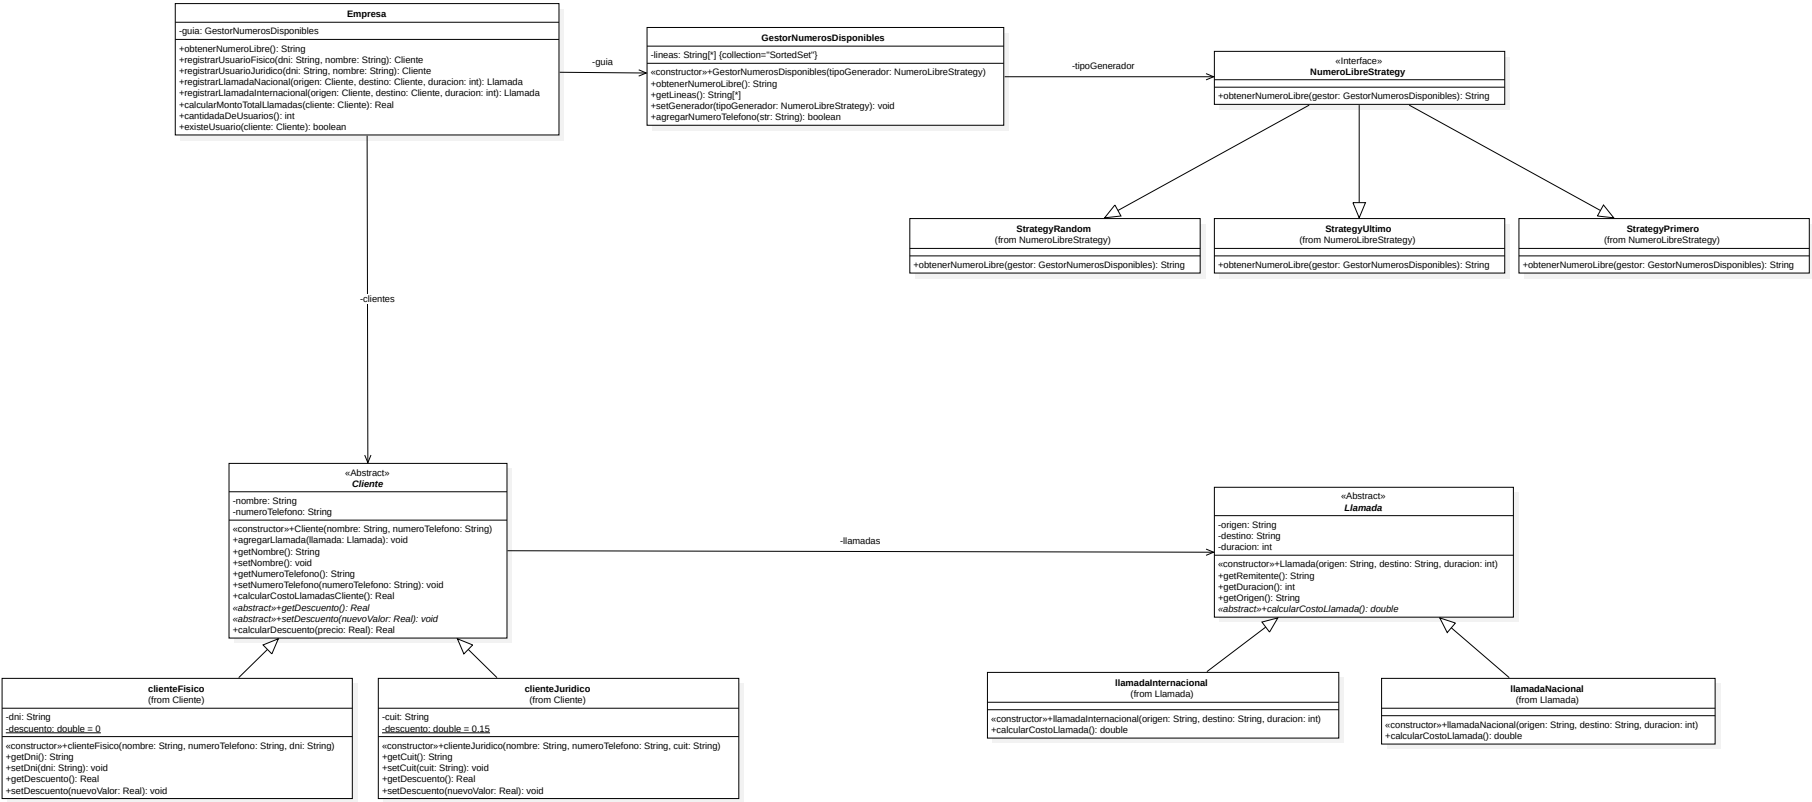 Empresa
-guia: GestorNumerosDisponibles
+obtenerNumeroLibre(): String
+registrarUsuarioFisico(dni: String, nombre: String): Cliente
+registrarUsuarioJuridico(dni: String, nombre: String): Cliente
+registrarLlamadaNacional(origen: Cliente, destino: Cliente, duracion: int): Llamada
+registrarLlamadaInternacional(origen: Cliente, destino: Cliente, duracion: int): Llamada
+calcularMontoTotalLlamadas(cliente: Cliente): Real
+cantidadaDeUsuarios(): int
+existeUsuario(cliente: Cliente): boolean
-guia
GestorNumerosDisponibles
-lineas: String[*] {collection="SortedSet"}
«constructor»+GestorNumerosDisponibles(tipoGenerador: NumeroLibreStrategy)
+obtenerNumeroLibre(): String
+getLineas(): String[*]
+setGenerador(tipoGenerador: NumeroLibreStrategy): void
+agregarNumeroTelefono(str: String): boolean
-tipoGenerador
«Interface»
NumeroLibreStrategy
+obtenerNumeroLibre(gestor: GestorNumerosDisponibles): String
StrategyRandom
(from NumeroLibreStrategy)
+obtenerNumeroLibre(gestor: GestorNumerosDisponibles): String
StrategyUltimo
(from NumeroLibreStrategy)
+obtenerNumeroLibre(gestor: GestorNumerosDisponibles): String
StrategyPrimero
(from NumeroLibreStrategy)
+obtenerNumeroLibre(gestor: GestorNumerosDisponibles): String
-clientes
«Abstract»
Cliente
-nombre: String
-numeroTelefono: String
«constructor»+Cliente(nombre: String, numeroTelefono: String)
+agregarLlamada(llamada: Llamada): void
+getNombre(): String
+setNombre(): void
+getNumeroTelefono(): String
+setNumeroTelefono(numeroTelefono: String): void
+calcularCostoLlamadasCliente(): Real
«abstract»+getDescuento(): Real
«abstract»+setDescuento(nuevoValor: Real): void
+calcularDescuento(precio: Real): Real
-llamadas
«Abstract»
Llamada
-origen: String
-destino: String
-duracion: int
«constructor»+Llamada(origen: String, destino: String, duracion: int)
+getRemitente(): String
+getDuracion(): int
+getOrigen(): String
«abstract»+calcularCostoLlamada(): double
clienteFisico
(from Cliente)
-dni: String
-descuento: double = 0
«constructor»+clienteFisico(nombre: String, numeroTelefono: String, dni: String)
+getDni(): String
+setDni(dni: String): void
+getDescuento(): Real
+setDescuento(nuevoValor: Real): void
clienteJuridico
(from Cliente)
-cuit: String
-descuento: double = 0.15
«constructor»+clienteJuridico(nombre: String, numeroTelefono: String, cuit: String)
+getCuit(): String
+setCuit(cuit: String): void
+getDescuento(): Real
+setDescuento(nuevoValor: Real): void
llamadaInternacional
(from Llamada)
«constructor»+llamadaInternacional(origen: String, destino: String, duracion: int)
+calcularCostoLlamada(): double
llamadaNacional
(from Llamada)
«constructor»+llamadaNacional(origen: String, destino: String, duracion: int)
+calcularCostoLlamada(): double